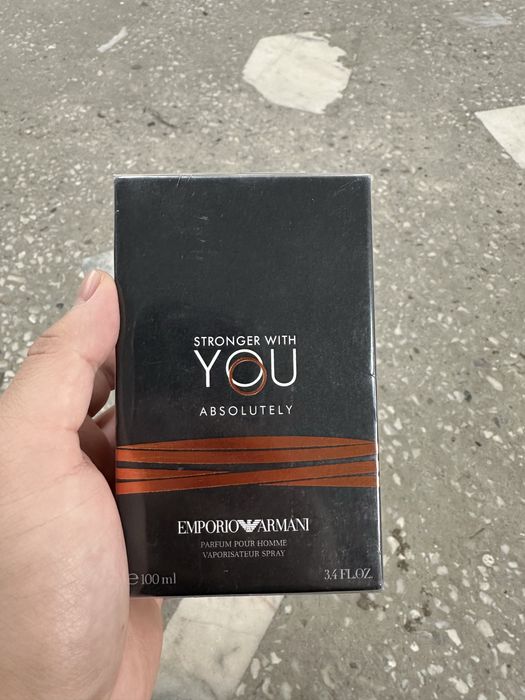 STRONGER WITH
YOU
ABSOLUTELY
EMPORIO ARMANI
PARFUM POUR HOMME
VAPORISATEUR SPRAY
e 100 ml 3.4 FL.OZ.